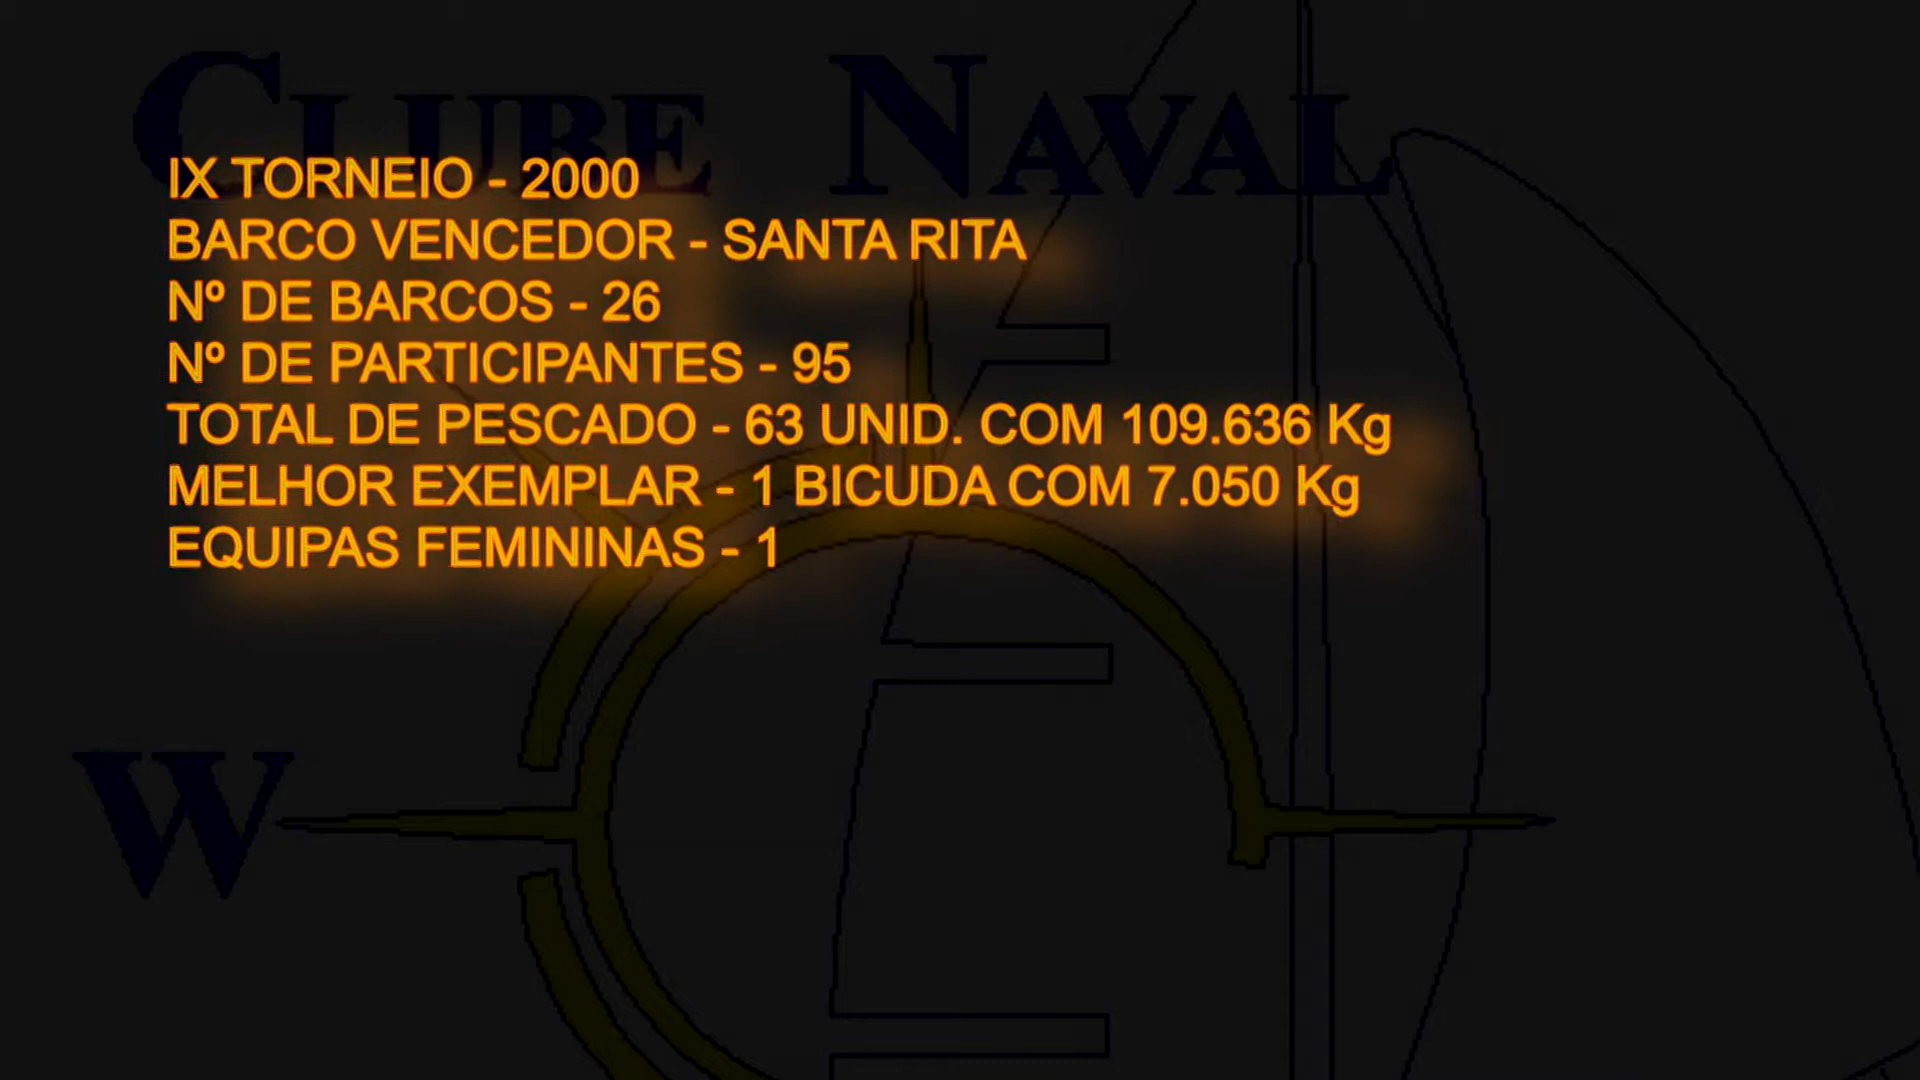 CLUBE NAVAL
IX TORNEIO - 2000
BARCO VENCEDOR - SANTA RITA
Nº DE BARCOS - 26
Nº DE PARTICIPANTES - 95
TOTAL DE PESCADO - 63 UNID. COM 109.636 Kg
MELHOR EXEMPLAR - 1 BICUDA COM 7.050 Kg
EQUIPAS FEMININAS - 1
W